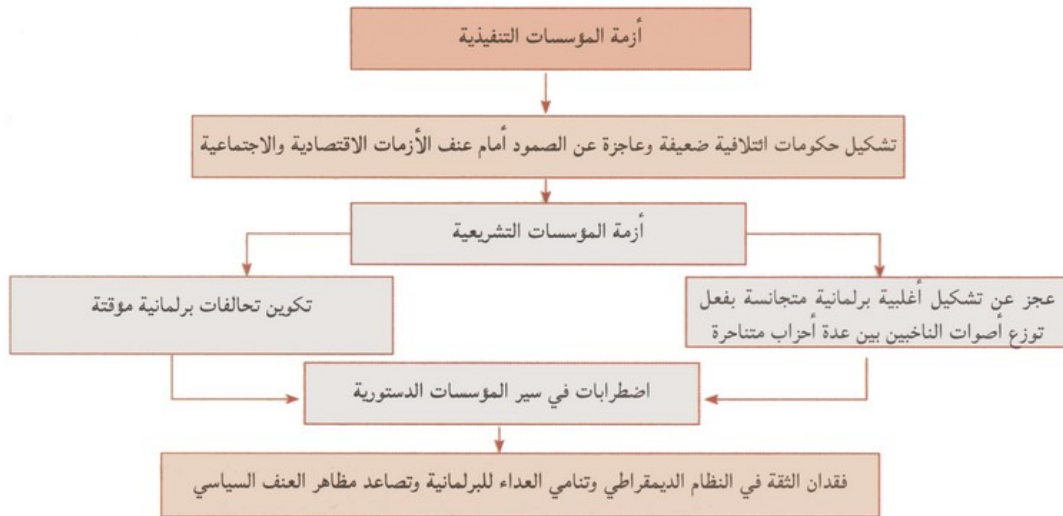 أزمة المؤسسات التنفيذية
تشكيل حكومات ائتلافية ضعيفة وعاجزة عن الصمود أمام عنف الأزمات الاقتصادية والاجتماعية
أزمة المؤسسات التشريعية
عجز عن تشكيل أغلبية برلمانية متجانسة بفعل
توزع أصوات الناخبين بين عدة أحزاب متناحرة
تكوين تحالفات برلمانية مؤقتة
اضطرابات في سير المؤسسات الدستورية
فقدان الثقة في النظام الديمقراطي وتنامي العداء للبرلمانية وتصاعد مظاهر العنف السياسي